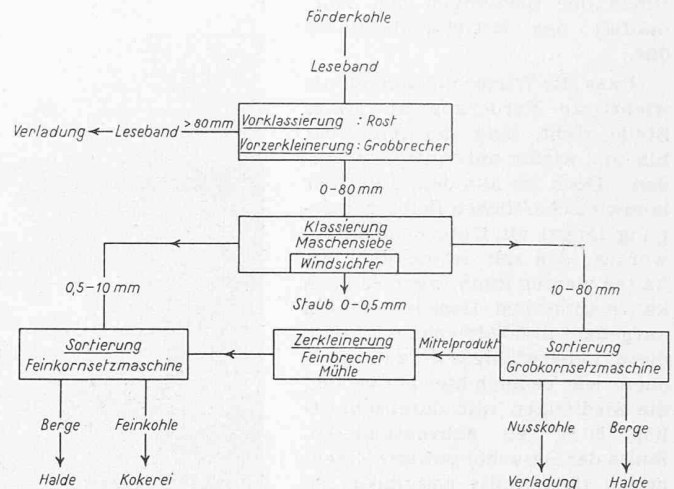 Förderkohle
Leseband
Verladung
Leseband
>80mm
Vorklassierung : Rost
Vorzerkleinerung : Grobbrecher
0-80 mm
Klassierung
Maschensiebe
Windsichter
0,5-10 mm
Staub 0-0,5 mm
10-80 mm
Sortierung
Feinkornsetzmaschine
Zerkleinerung
Feinbrecher
Mühle
Mittelprodukt
Sortierung
Grobkornsetzmaschine
Berge
Feinkohle
Nusskohle
Berge
Halde
Kokerei
Verladung
Halde